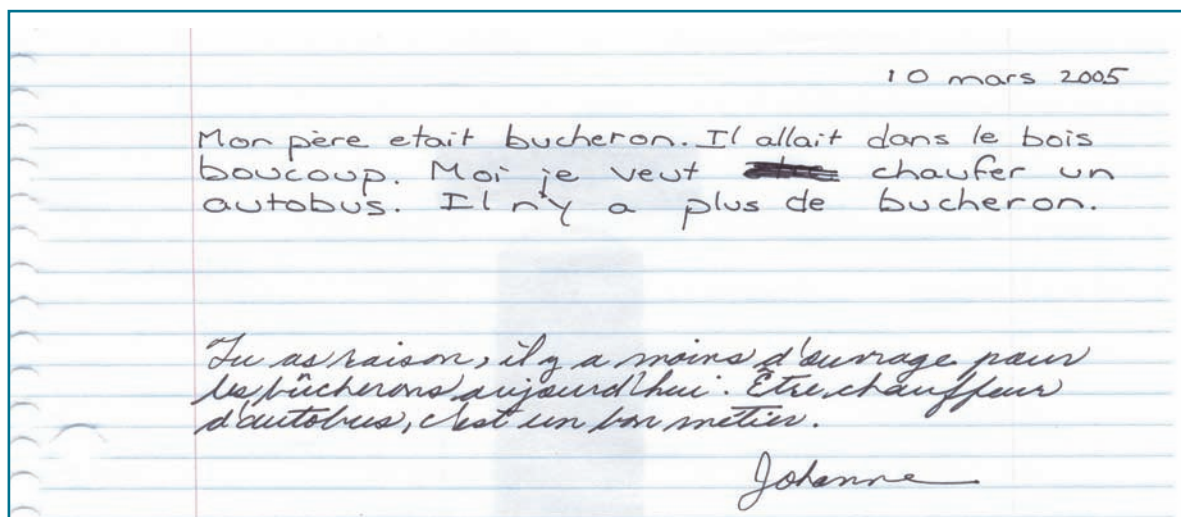 10 mars 2005
Mon père etait bucheron. Il allait dans le bois
boucoup. Moi je veut chaufer un
autobus. Il n'y a plus de bucheron.
Tu as raison, il y a moins d'ouvrage pour
les bûcherons aujourd'hui. Être chauffeur
d'autobus, c'est un bon métier.
Johanne